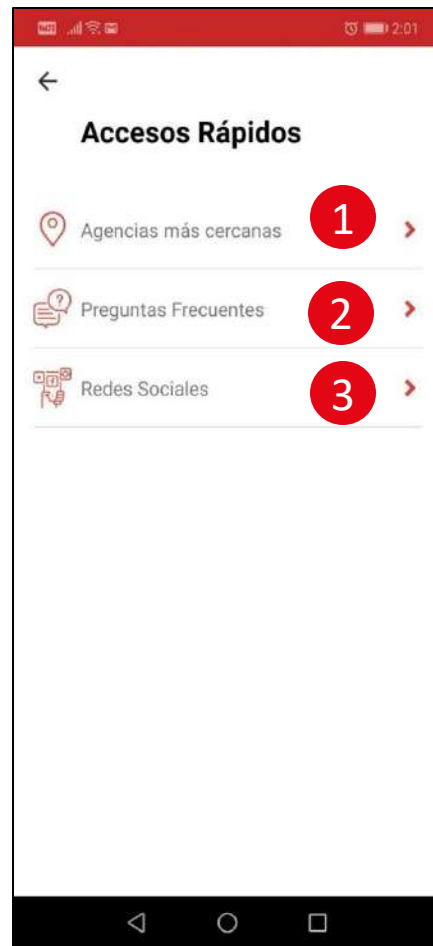 2:01
Accesos Rápidos
Agencias más cercanas 1
Preguntas Frecuentes 2
Redes Sociales 3